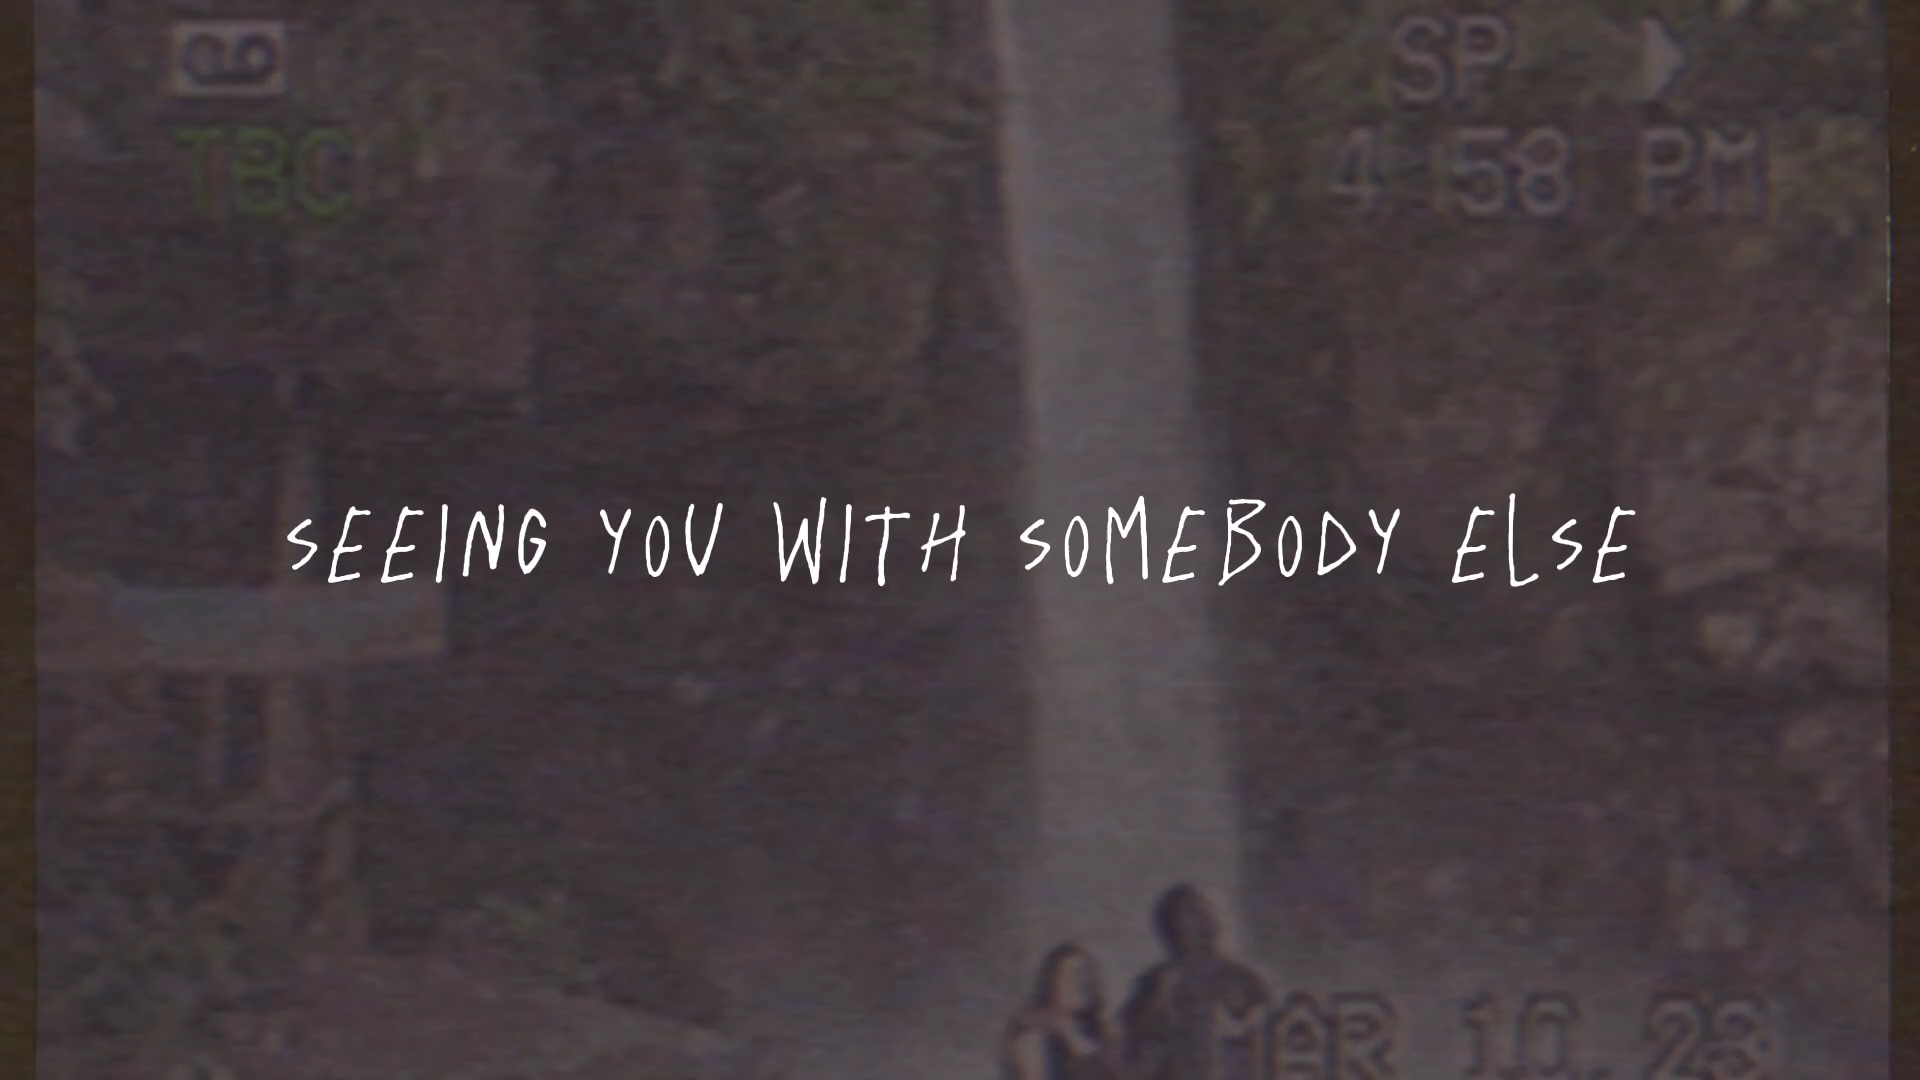 SP
TBC
4:58 PM
SEEING YOU WITH SOMEBODY ELSE
MAR 10.23